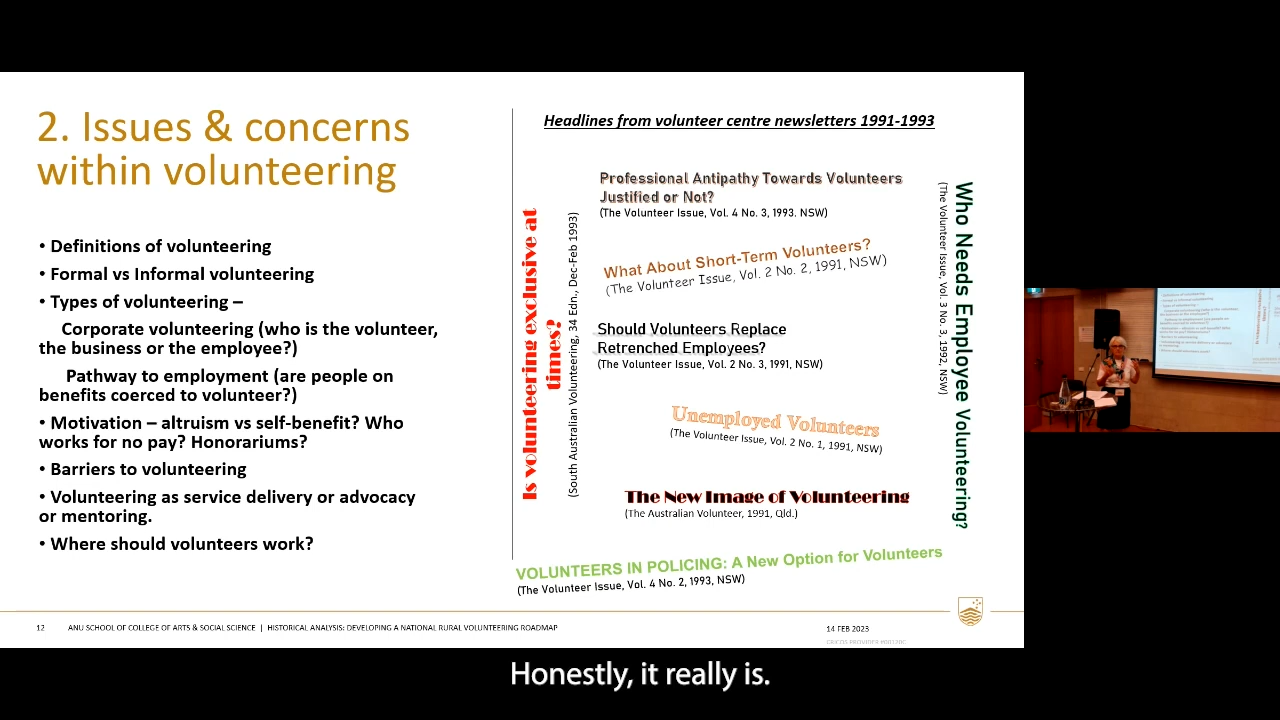 2. Issues & concerns
within volunteering
• Definitions of volunteering
• Formal vs Informal volunteering
• Types of volunteering –
Corporate volunteering (who is the volunteer,
the business or the employee?)
Pathway to employment (are people on
benefits coerced to volunteer?)
• Motivation – altruism vs self-benefit? Who
works for no pay? Honorariums?
• Barriers to volunteering
• Volunteering as service delivery or advocacy
or mentoring.
• Where should volunteers work?
Headlines from volunteer centre newsletters 1991-1993
Is volunteering exclusive at
times?
(South Australian Volunteering, 34 Edn., Dec-Feb 1993)
Professional Antipathy Towards Volunteers
Justified or Not?
(The Volunteer Issue, Vol. 4 No. 3, 1993. NSW)
What About Short-Term Volunteers?
(The Volunteer Issue, Vol. 2 No. 2, 1991, NSW)
Should Volunteers Replace
Retrenched Employees?
(The Volunteer Issue, Vol. 2 No. 3, 1991, NSW)
Unemployed Volunteers
(The Volunteer Issue, Vol. 2 No. 1, 1991, NSW)
The New Image of Volunteering
(The Australian Volunteer, 1991, Qld.)
VOLUNTEERS IN POLICING: A New Option for Volunteers
(The Volunteer Issue, Vol. 4 No. 2, 1993, NSW)
Who Needs Employee Volunteering?
(The Volunteer Issue, Vol. 3 No. 3, 1992, NSW)
12 ANU SCHOOL OF COLLEGE OF ARTS & SOCIAL SCIENCE | HISTORICAL ANALYSIS: DEVELOPING A NATIONAL RURAL VOLUNTEERING ROADMAP
14 FEB 2023
CRICOS PROVIDER #00120C
Honestly, it really is.